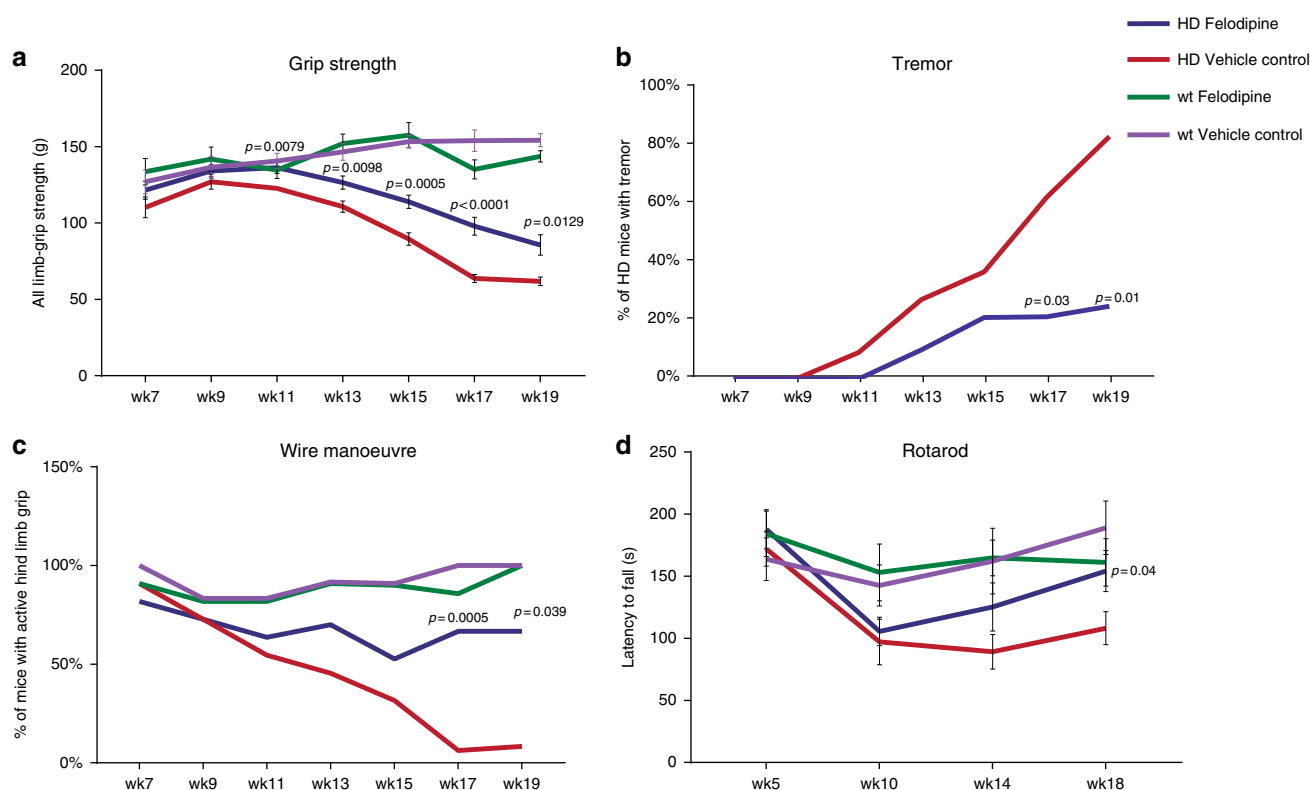 HD Felodipine
HD Vehicle control
wt Felodipine
wt Vehicle control
a
Grip strength
All limb-grip strength (g)
200
150
100
50
0
p=0.0079
p=0.0098
p=0.0005
p<0.0001
p=0.0129
wk7 wk9 wk11 wk13 wk15 wk17 wk19
b
Tremor
% of HD mice with tremor
100%
80%
60%
40%
20%
0%
p=0.03
p=0.01
wk7 wk9 wk11 wk13 wk15 wk17 wk19
c
Wire manoeuvre
% of mice with active hind limb grip
150%
100%
50%
0%
p=0.0005
p=0.039
wk7 wk9 wk11 wk13 wk15 wk17 wk19
d
Rotarod
Latency to fall (s)
250
200
150
100
50
0
p=0.04
wk5 wk10 wk14 wk18